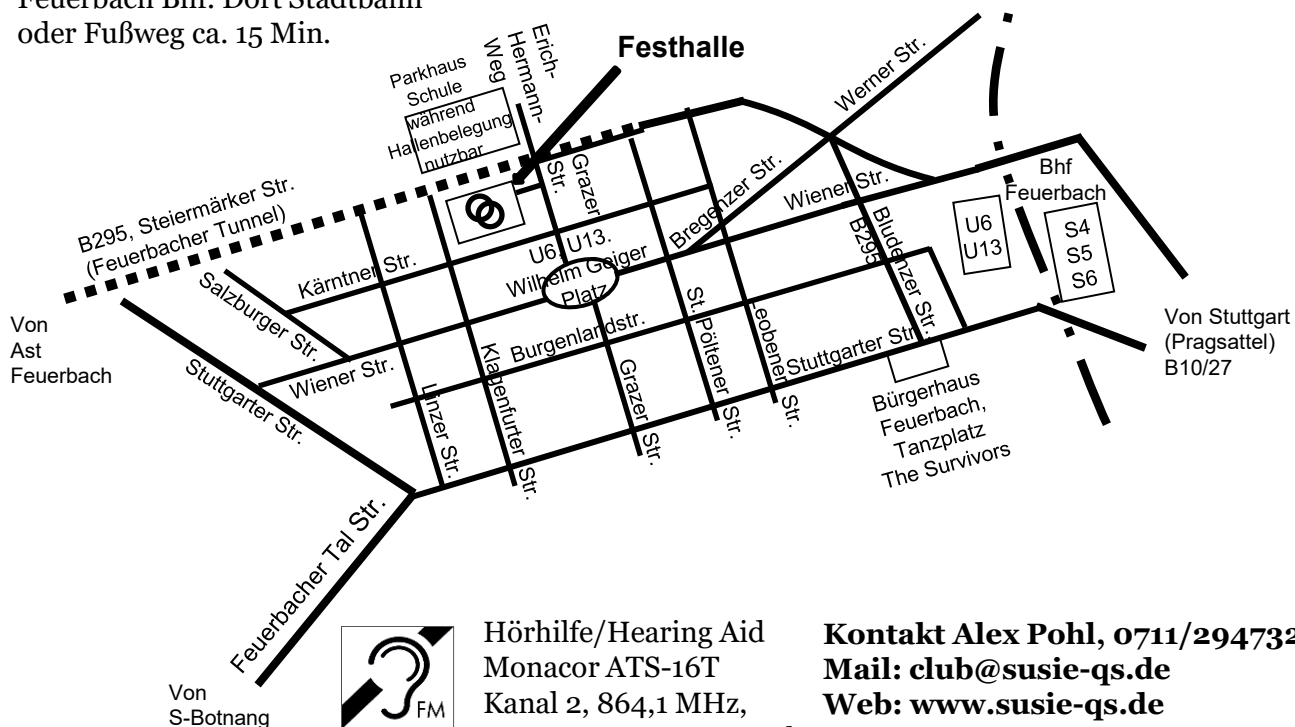 Feuerbach Bhf. Dort Stadtbahn
oder Fußweg ca. 15 Min.
Festhalle
Erich-
Hermann-
Weg
Parkhaus
Schule
während
Hallenbelegung
nutzbar
Werner Str.
B295, Steiermärker Str.
(Feuerbacher Tunnel)
Grazer
Str.
Bregenzer Str.
Wiener Str.
Bhf
Feuerbach
U6
U13
S4
S5
S6
Bludenzer Str.
B295
Salzburger Str.
Kärntner Str.
U6, U13.
Wilhelm Geiger
Platz
Von
Ast
Feuerbach
Stuttgarter Str.
Wiener Str.
Burgenlandstr.
Linzer Str.
Klagenfurter Str.
Grazer Str.
St. Pöltener Str.
Leobener Str.
Stuttgarter Str.
Von Stuttgart
(Pragsattel)
B10/27
Bürgerhaus
Feuerbach,
Tanzplatz
The Survivors
Feuerbacher Tal Str.
Von
S-Botnang
FM
Hörhilfe/Hearing Aid
Monacor ATS-16T
Kanal 2, 864,1 MHz,
Kontakt Alex Pohl, 0711/294732
Mail: club@susie-qs.de
Web: www.susie-qs.de